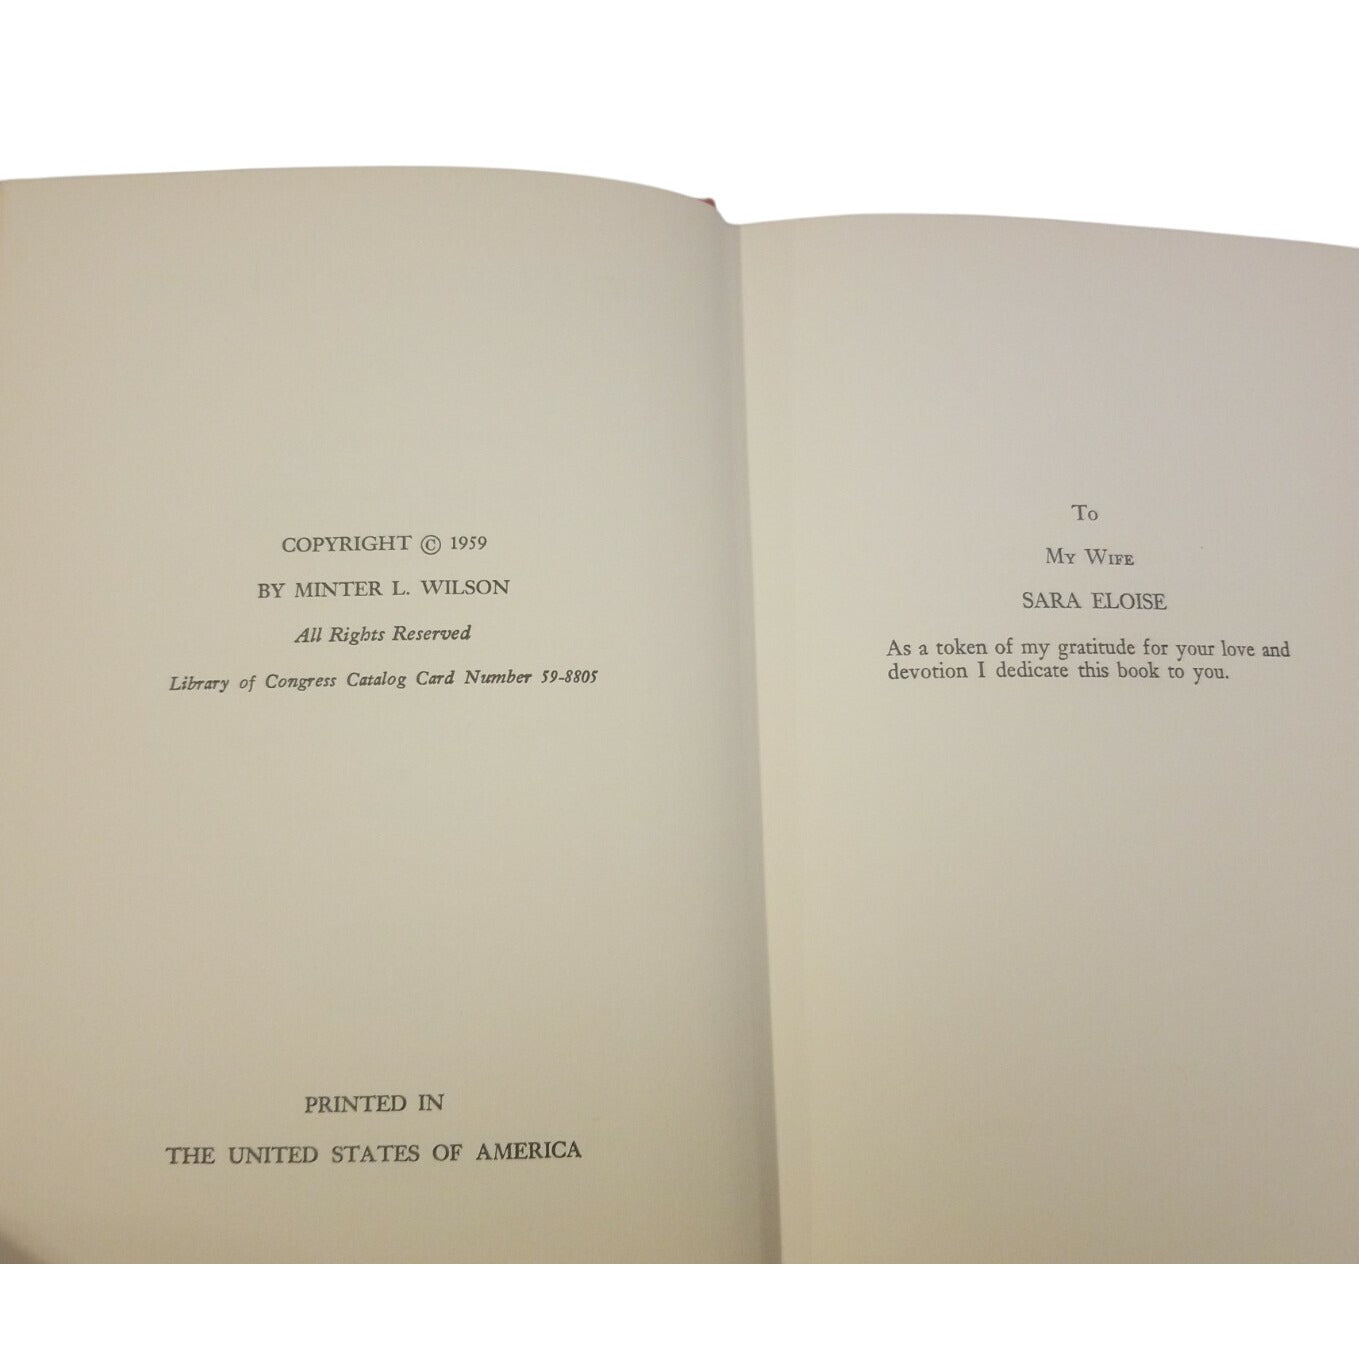 COPYRIGHT © 1959
BY MINTER L. WILSON
All Rights Reserved
Library of Congress Catalog Card Number 59-8805
PRINTED IN
THE UNITED STATES OF AMERICA
To
My Wife
SARA ELOISE
As a token of my gratitude for your love and
devotion I dedicate this book to you.